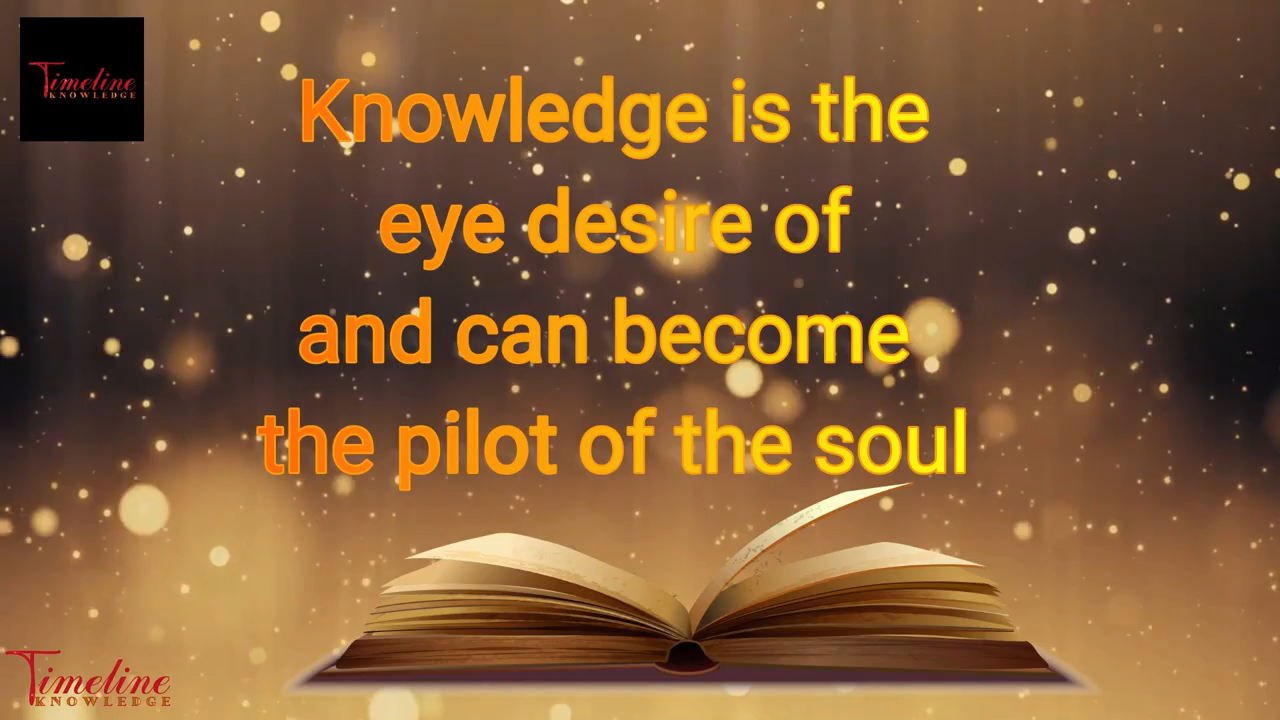 Timeline
KNOWLEDGE
Knowledge is the
eye desire of
and can become
the pilot of the soul
Timeline
KNOWLEDGE